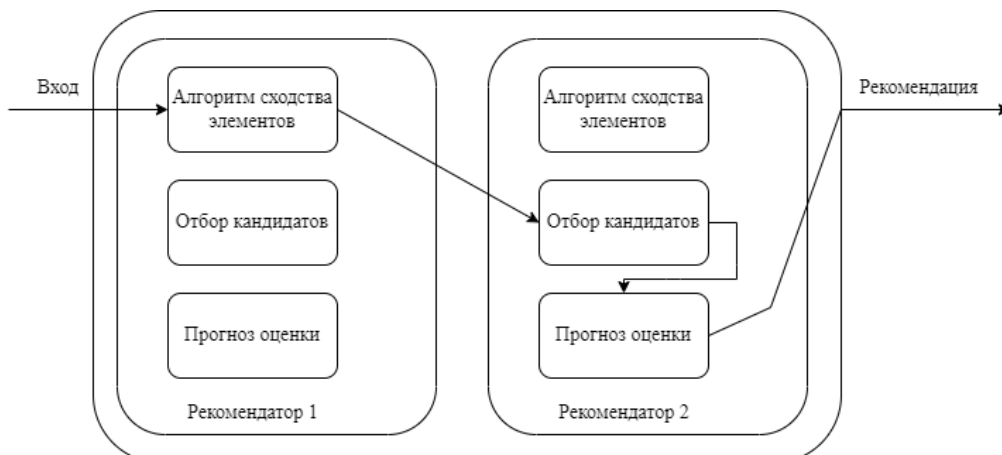 Вход
Алгоритм сходства
элементов
Отбор кандидатов
Прогноз оценки
Рекомендатор 1
Алгоритм сходства
элементов
Отбор кандидатов
Прогноз оценки
Рекомендатор 2
Рекомендация